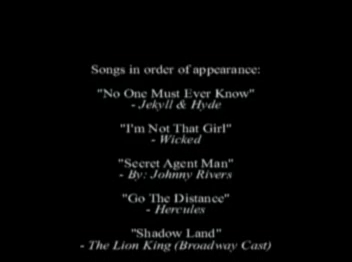 Songs in order of appearance:
"No One Must Ever Know"
- Jekyll & Hyde
"I'm Not That Girl"
- Wicked
"Secret Agent Man"
- By: Johnny Rivers
"Go The Distance"
- Hercules
"Shadow Land"
- The Lion King (Broadway Cast)